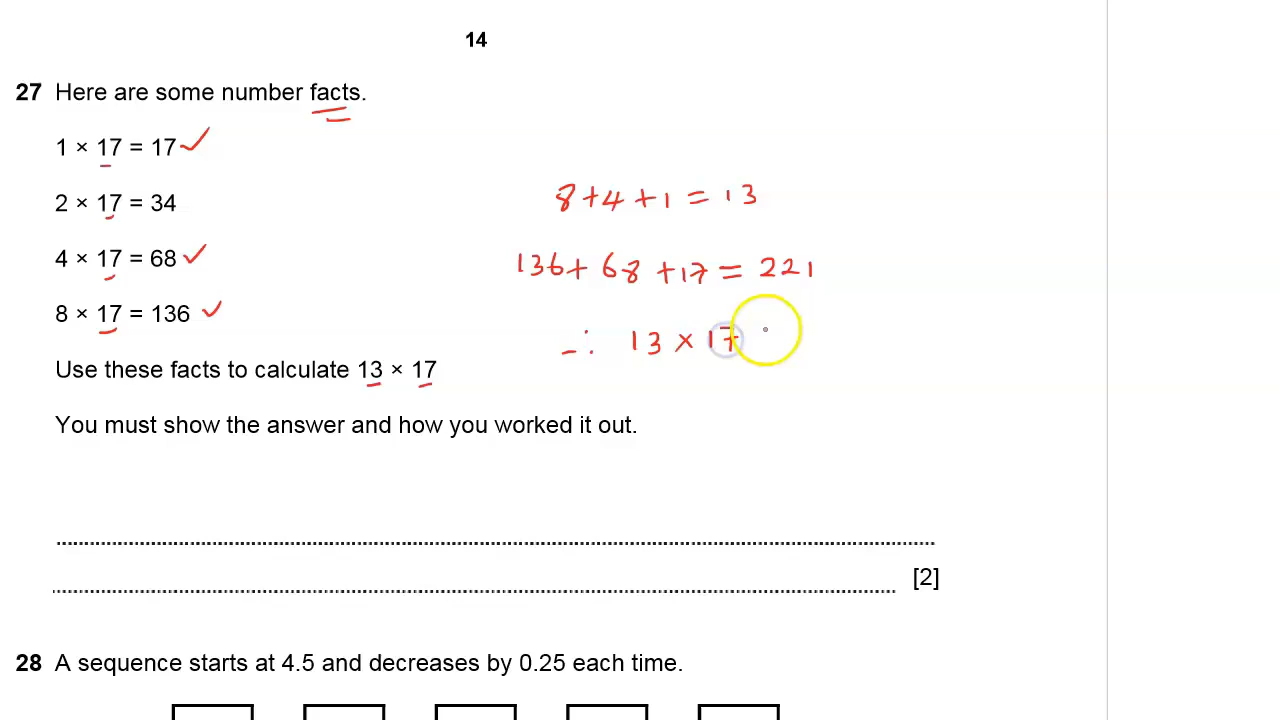 14
27 Here are some number facts.
1 × 17 = 17 ✓
8+4+1 = 13
2 × 17 = 34
136+ 68 +17 = 221
4 × 17 = 68 ✓
8 × 17 = 136 ✓
∴ 13 × 17
Use these facts to calculate 13 × 17
You must show the answer and how you worked it out.
[2]
28 A sequence starts at 4.5 and decreases by 0.25 each time.